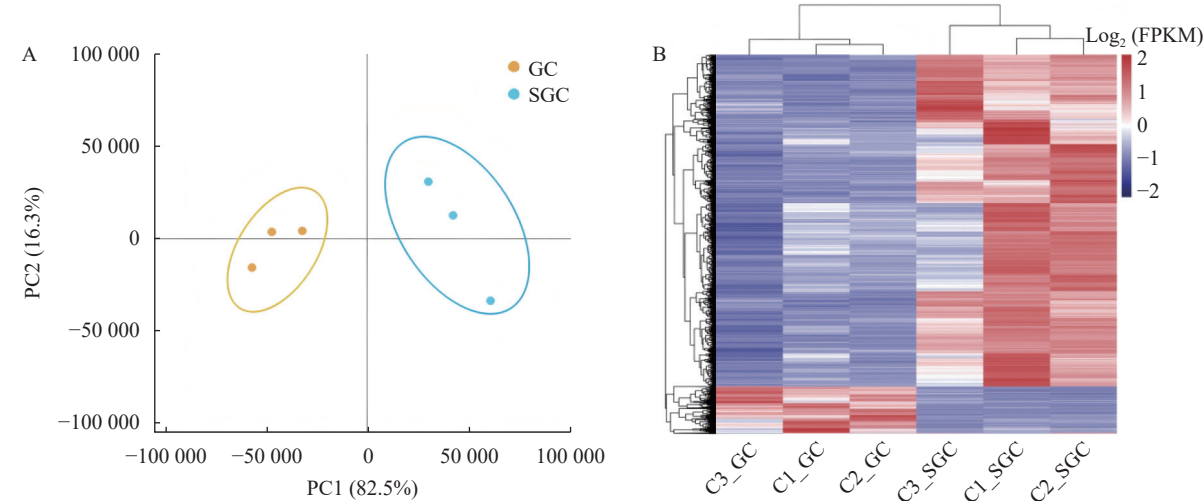 A
100 000
50 000
0
−50 000
−100 000
PC2 (16.3%)
GC
SGC
−100 000
−50 000
0
50 000
100 000
PC1 (82.5%)
B
Log₂ (FPKM)
2
1
0
−1
−2
C3_GC
C1_GC
C2_GC
C3_SGC
C1_SGC
C2_SGC